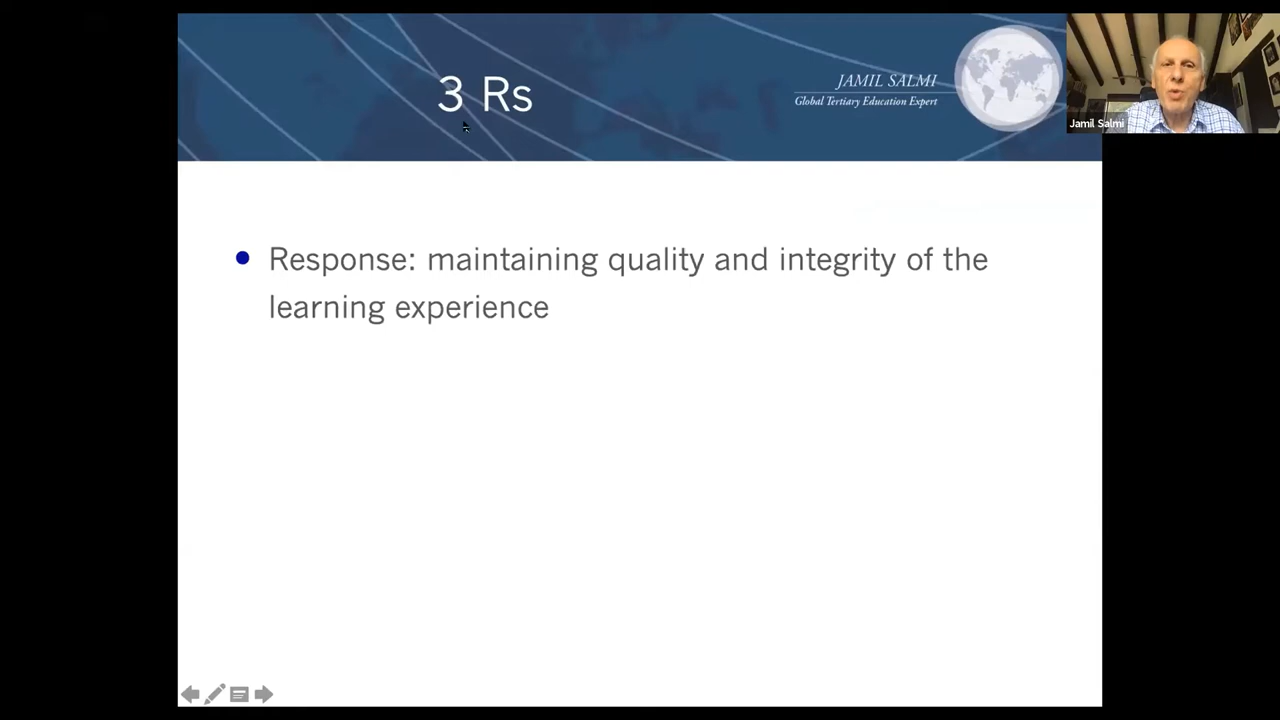 3 Rs
JAMIL SALMI
Global Tertiary Education Expert
Jamil Salmi
Response: maintaining quality and integrity of the
learning experience